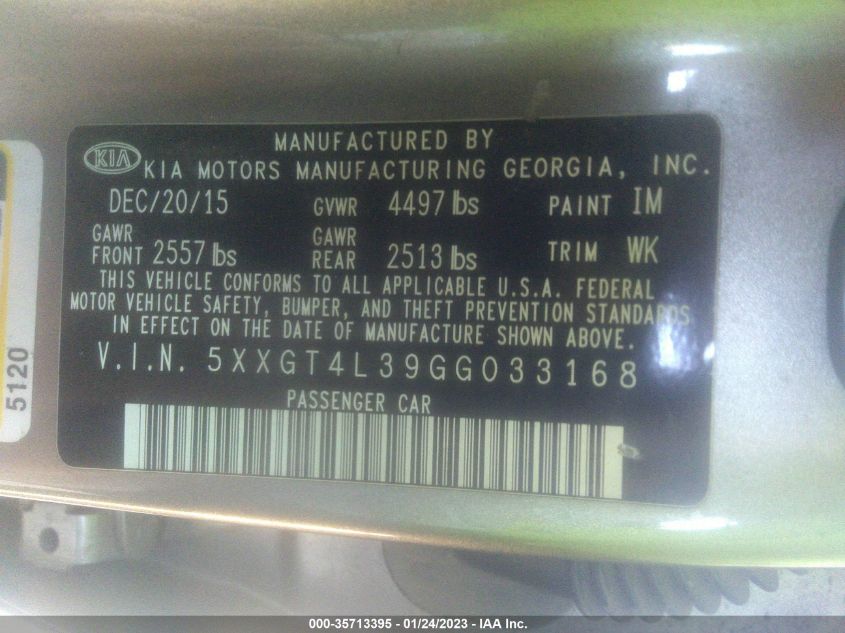 MANUFACTURED BY
KIA KIA MOTORS MANUFACTURING GEORGIA, INC.
DEC/20/15 GVWR 4497 lbs PAINT IM
GAWR FRONT 2557 lbs GAWR REAR 2513 lbs TRIM WK
THIS VEHICLE CONFORMS TO ALL APPLICABLE U.S.A. FEDERAL
MOTOR VEHICLE SAFETY, BUMPER, AND THEFT PREVENTION STANDARDS
IN EFFECT ON THE DATE OF MANUFACTURE SHOWN ABOVE.
V.I.N. 5XXGT4L39GG033168
PASSENGER CAR
5120
000-35713395 - 01/24/2023 - IAA Inc.